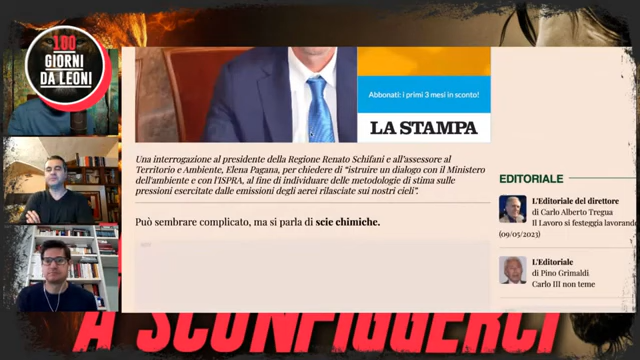 100
GIORNI
DA LEONI
Abbonati: i primi 3 mesi in sconto!
LA STAMPA
Una interrogazione al presidente della Regione Renato Schifani e all'assessore al
Territorio e Ambiente, Elena Pagana, per chiedere di “istruire un dialogo con il Ministero
dell'ambiente e con l'ISPRA, al fine di individuare delle metodologie di stima sulle
pressioni esercitate dalle emissioni degli aerei rilasciate sui nostri cieli”.
Può sembrare complicato, ma si parla di scie chimiche.
EDITORIALE
L'Editoriale del direttore
di Carlo Alberto Tregua
Il Lavoro si festeggia lavorando
(09/05/2023)
L'Editoriale
di Pino Grimaldi
Carlo III non teme
A SCONFIGGERCI